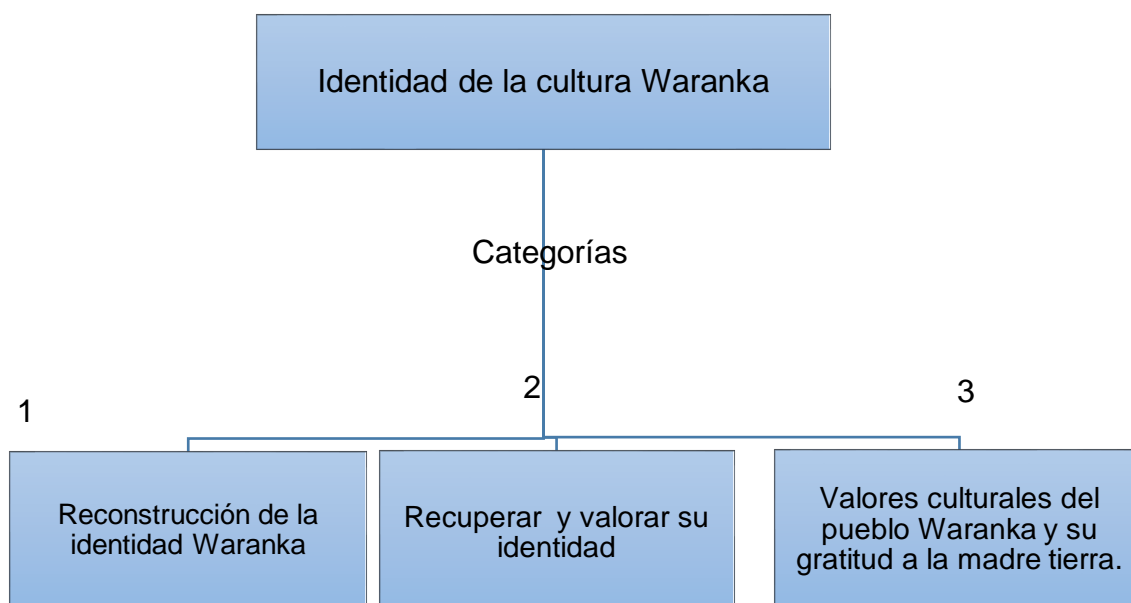 Identidad de la cultura Waranka
Categorías
1
2
3
Reconstrucción de la
identidad Waranka
Recuperar y valorar su
identidad
Valores culturales del
pueblo Waranka y su
gratitud a la madre tierra.